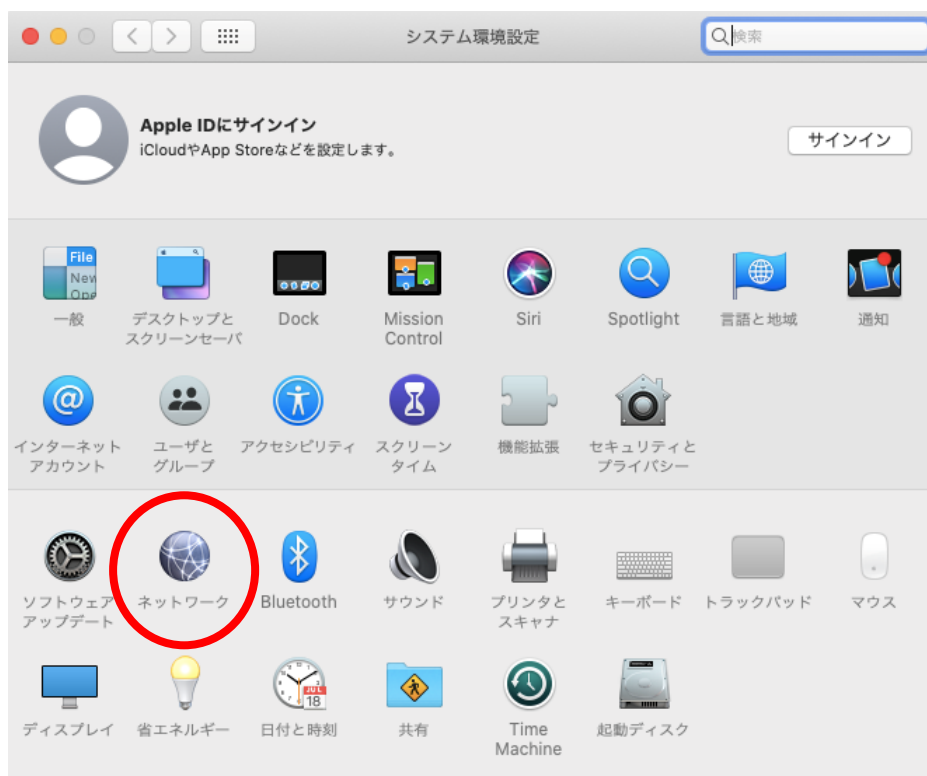 システム環境設定
検索
Apple IDにサインイン
iCloudやApp Storeなどを設定します。
サインイン
File
New
Ope
一般
デスクトップと
スクリーンセーバ
Dock
Mission
Control
Siri
Spotlight
言語と地域
通知
@
インターネット
アカウント
ユーザと
グループ
アクセシビリティ
スクリーン
タイム
機能拡張
セキュリティと
プライバシー
ソフトウェア
アップデート
ネットワーク
Bluetooth
サウンド
プリンタと
スキャナ
キーボード
トラックパッド
マウス
ディスプレイ
省エネルギー
JUL
18
日付と時刻
共有
Time
Machine
起動ディスク